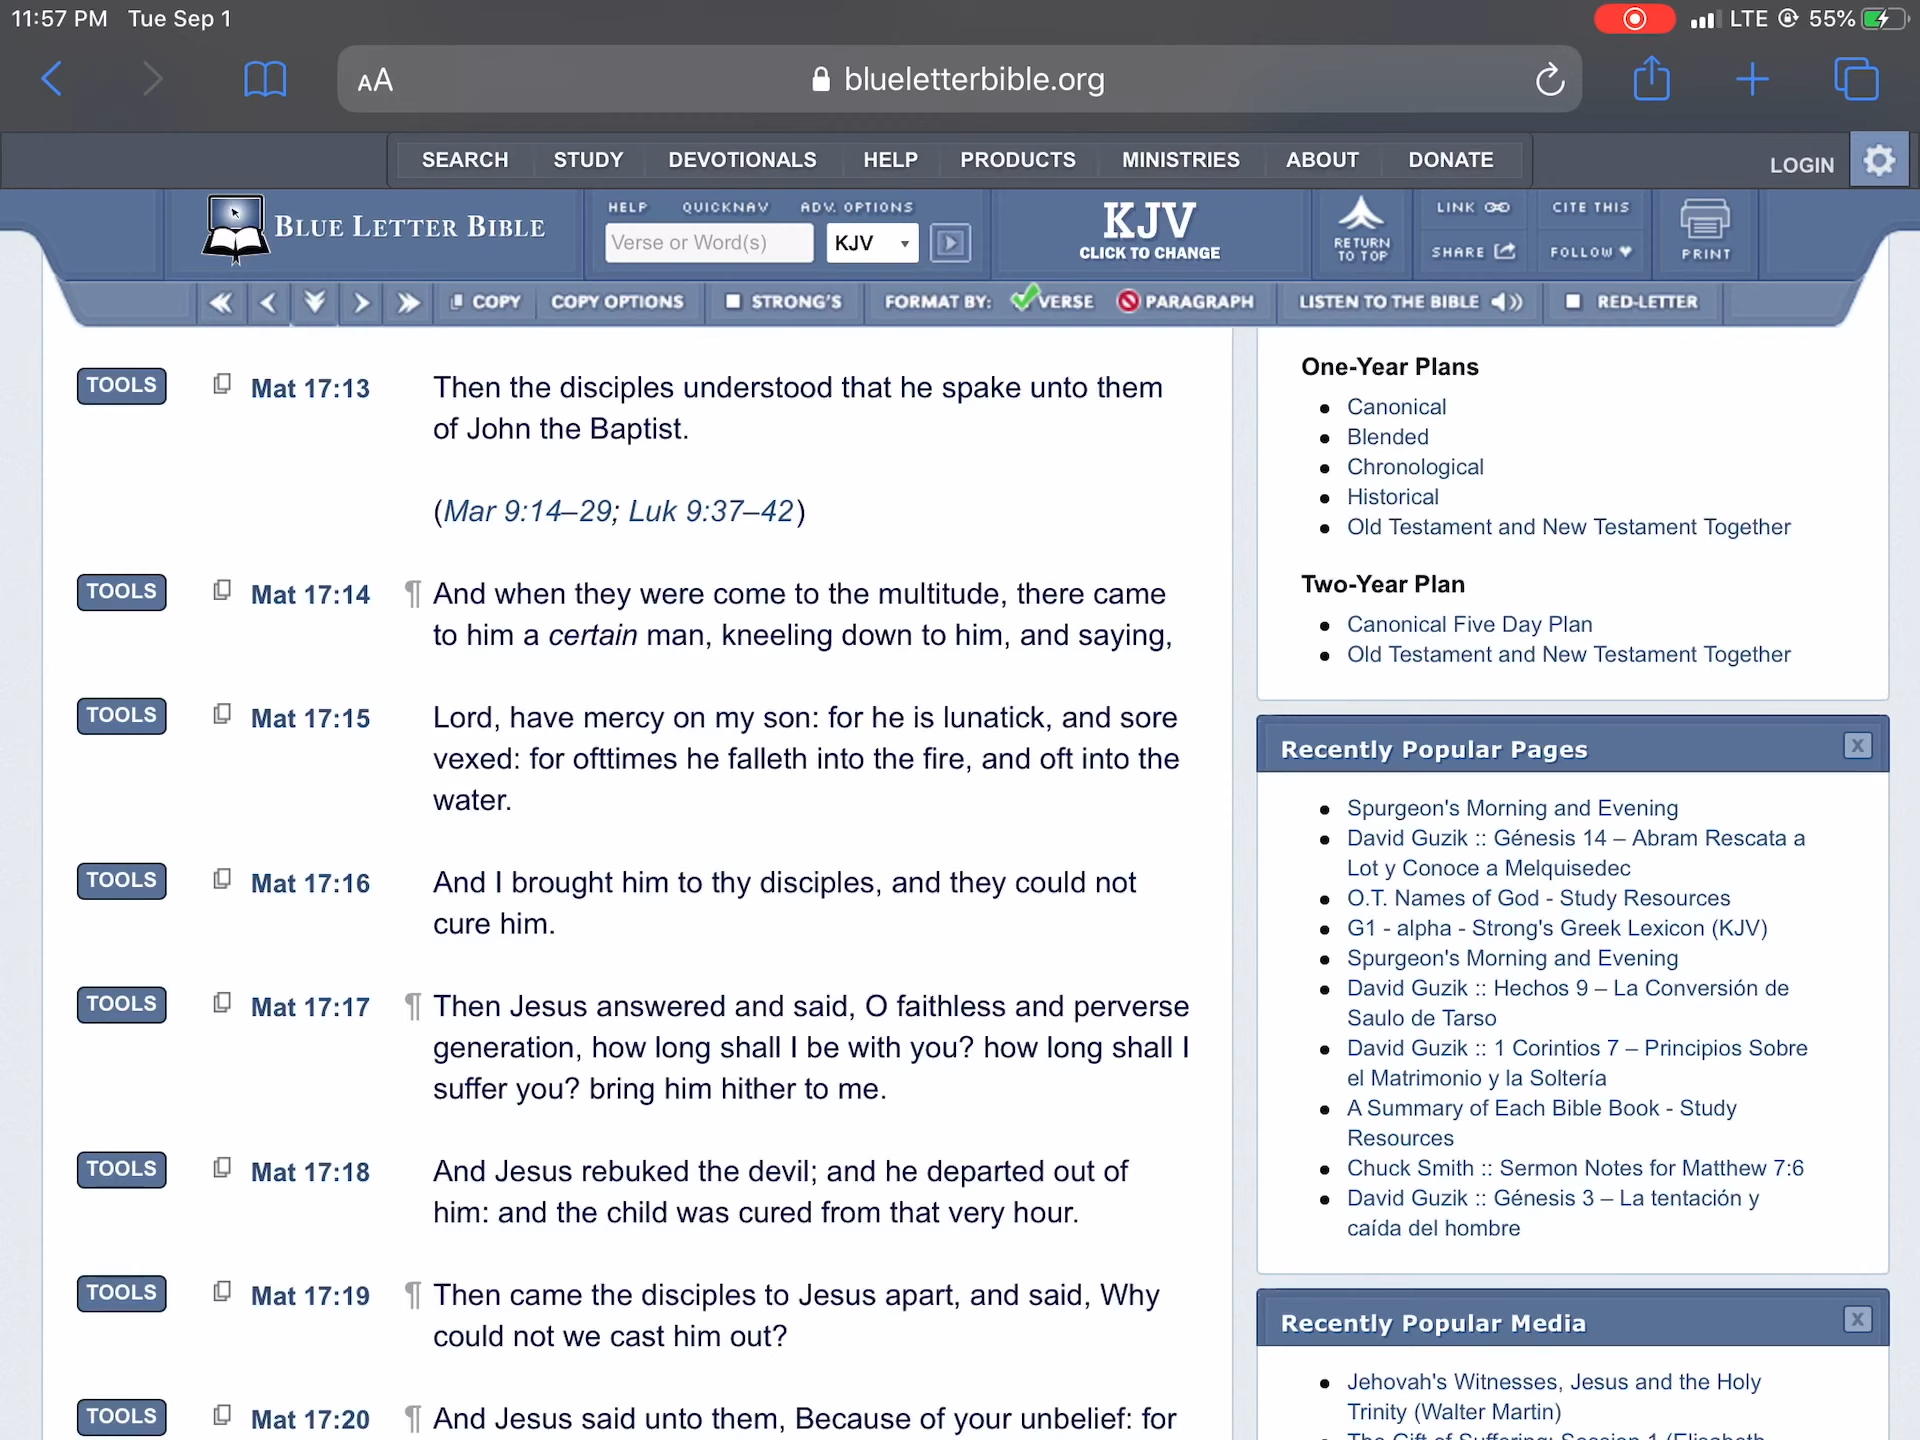 11:57 PM Tue Sep 1
LTE 55%
AA
blueletterbible.org
SEARCH STUDY DEVOTIONALS HELP PRODUCTS MINISTRIES ABOUT DONATE
LOGIN
BLUE LETTER BIBLE
HELP QUICKNAV ADV. OPTIONS
Verse or Word(s)
KJV
KJV
CLICK TO CHANGE
RETURN
TO TOP
LINK
SHARE
CITE THIS
FOLLOW
PRINT
COPY COPY OPTIONS STRONG'S FORMAT BY: VERSE PARAGRAPH LISTEN TO THE BIBLE RED-LETTER
TOOLS Mat 17:13 Then the disciples understood that he spake unto them
of John the Baptist.
(Mar 9:14–29; Luk 9:37–42)
TOOLS Mat 17:14 ¶ And when they were come to the multitude, there came
to him a certain man, kneeling down to him, and saying,
TOOLS Mat 17:15 Lord, have mercy on my son: for he is lunatick, and sore
vexed: for ofttimes he falleth into the fire, and oft into the
water.
TOOLS Mat 17:16 And I brought him to thy disciples, and they could not
cure him.
TOOLS Mat 17:17 ¶ Then Jesus answered and said, O faithless and perverse
generation, how long shall I be with you? how long shall I
suffer you? bring him hither to me.
TOOLS Mat 17:18 And Jesus rebuked the devil; and he departed out of
him: and the child was cured from that very hour.
TOOLS Mat 17:19 ¶ Then came the disciples to Jesus apart, and said, Why
could not we cast him out?
TOOLS Mat 17:20 ¶ And Jesus said unto them, Because of your unbelief: for
One-Year Plans
Canonical
Blended
Chronological
Historical
Old Testament and New Testament Together
Two-Year Plan
Canonical Five Day Plan
Old Testament and New Testament Together
Recently Popular Pages
Spurgeon's Morning and Evening
David Guzik :: Génesis 14 – Abram Rescata a
Lot y Conoce a Melquisedec
O.T. Names of God - Study Resources
G1 - alpha - Strong's Greek Lexicon (KJV)
Spurgeon's Morning and Evening
David Guzik :: Hechos 9 – La Conversión de
Saulo de Tarso
David Guzik :: 1 Corintios 7 – Principios Sobre
el Matrimonio y la Soltería
A Summary of Each Bible Book - Study
Resources
Chuck Smith :: Sermon Notes for Matthew 7:6
David Guzik :: Génesis 3 – La tentación y
caída del hombre
Recently Popular Media
Jehovah's Witnesses, Jesus and the Holy
Trinity (Walter Martin)
The Gift of Suffering: Session 1 (Elisabeth